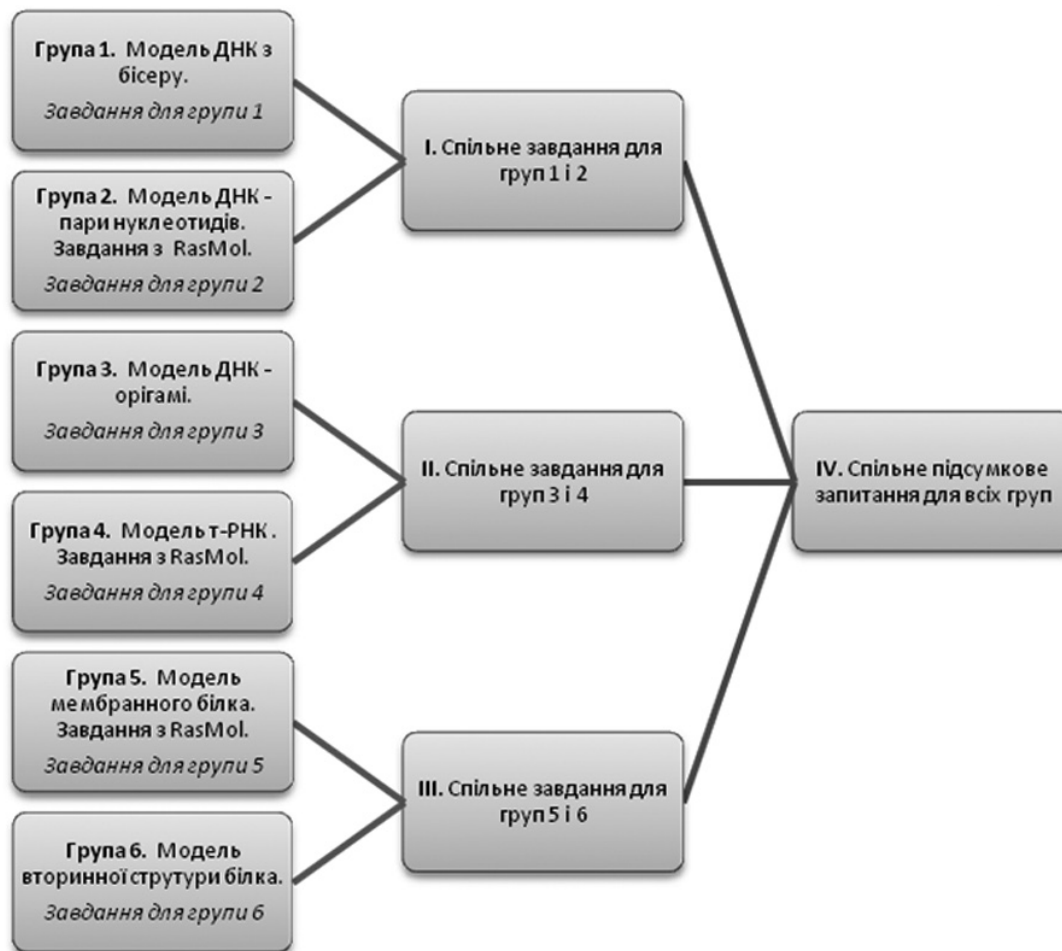 Група 1. Модель ДНК з
бісеру.
Завдання для групи 1
Група 2. Модель ДНК -
пари нуклеотидів.
Завдання з RasMol.
Завдання для групи 2
Група 3. Модель ДНК -
орігамі.
Завдання для групи 3
Група 4. Модель т-РНК .
Завдання з RasMol.
Завдання для групи 4
Група 5. Модель
мембранного білка.
Завдання з RasMol.
Завдання для групи 5
Група 6. Модель
вторинної струтури білка.
Завдання для групи 6
I. Спільне завдання для
груп 1 і 2
II. Спільне завдання для
груп 3 і 4
III. Спільне завдання для
груп 5 і 6
IV. Спільне підсумкове
запитання для всіх груп